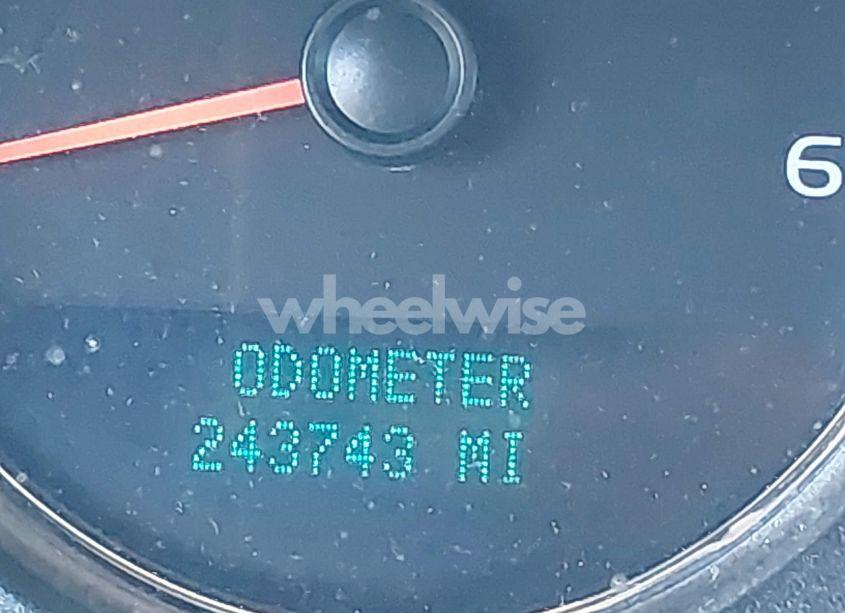 6
wheelwise
ODOMETER
243743 MI